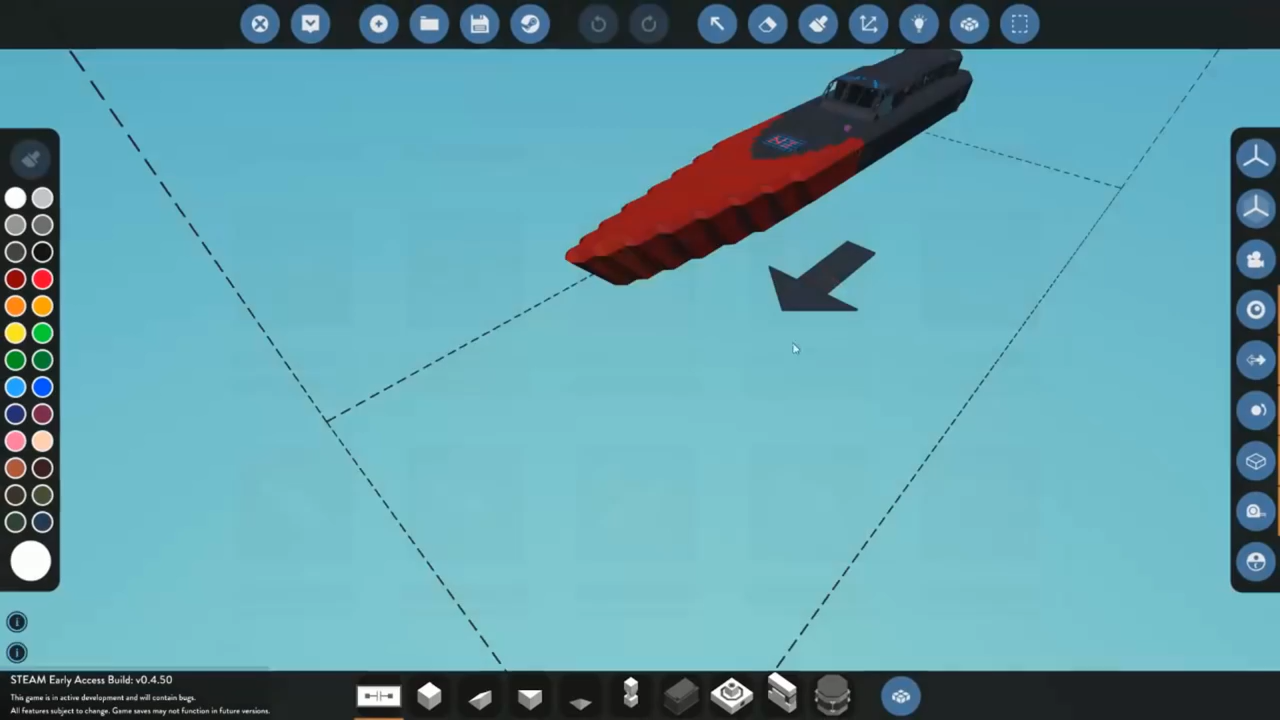 STEAM Early Access Build: v0.4.50
This game is in active development and will contain bugs.
All features subject to change. Game saves may not function in future versions.